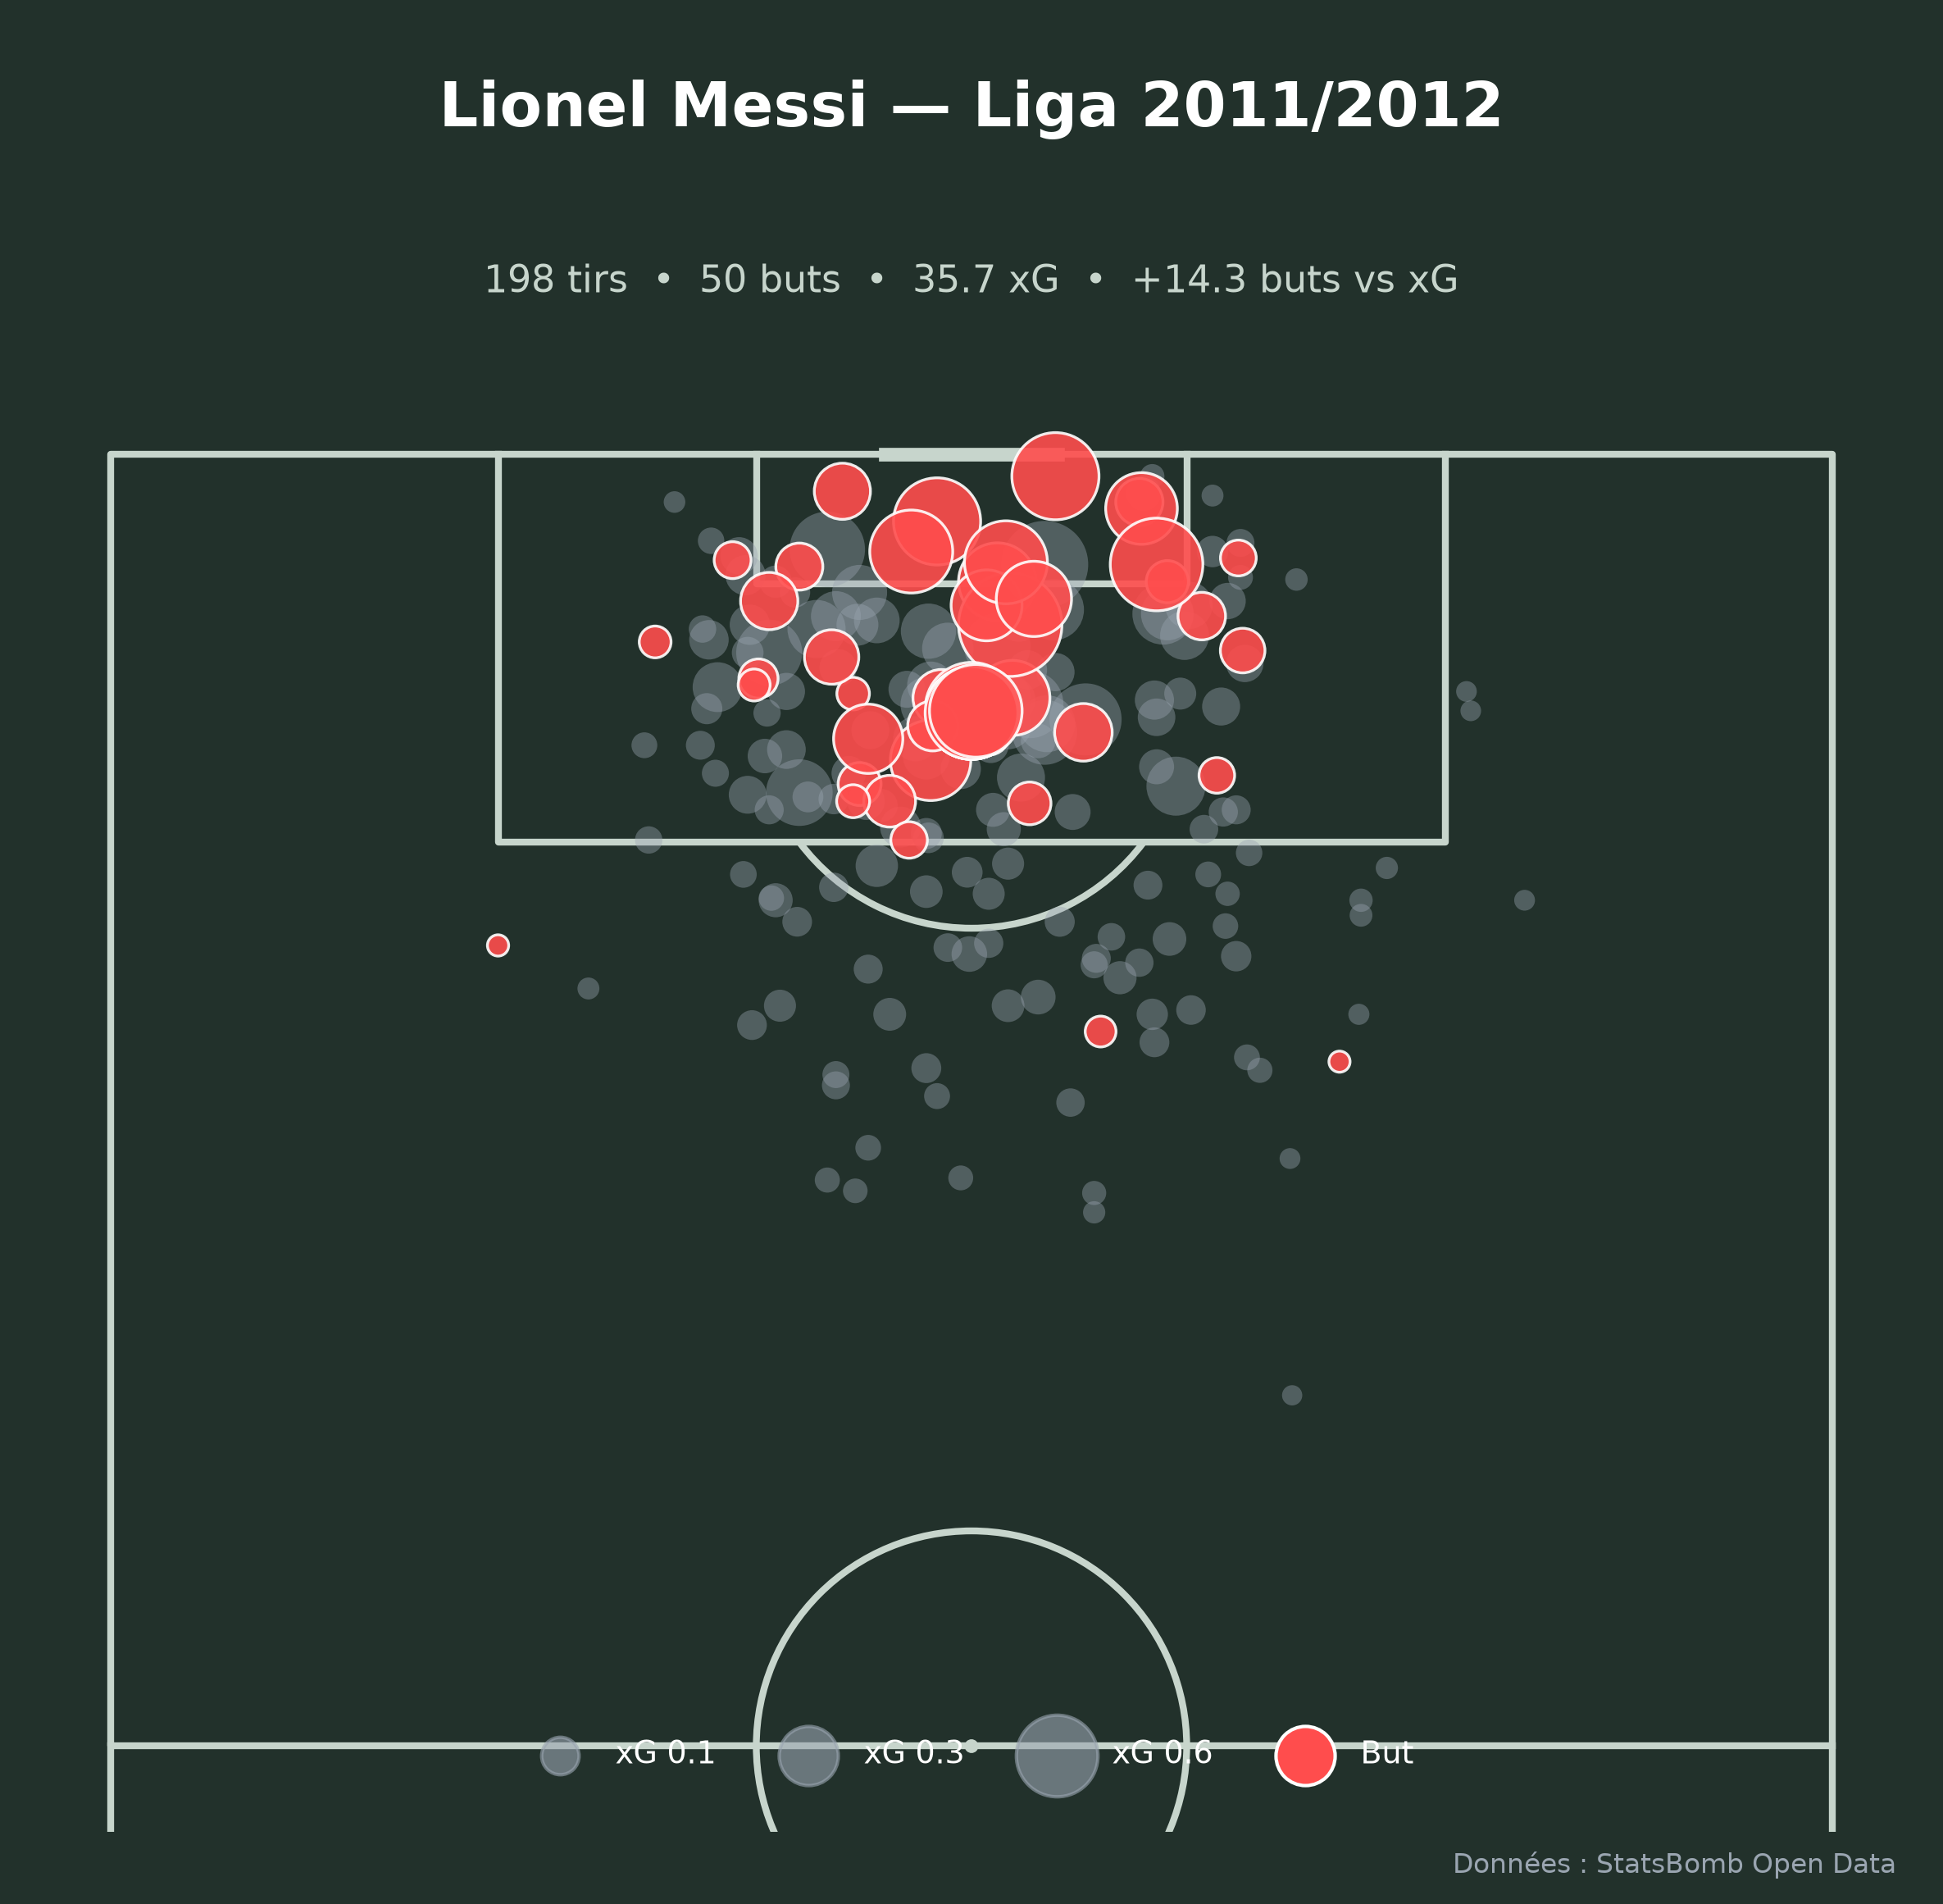 Lionel Messi — Liga 2011/2012
198 tirs • 50 buts • 35.7 xG • +14.3 buts vs xG
xG 0.1 xG 0.3 xG 0.6 But
Données : StatsBomb Open Data